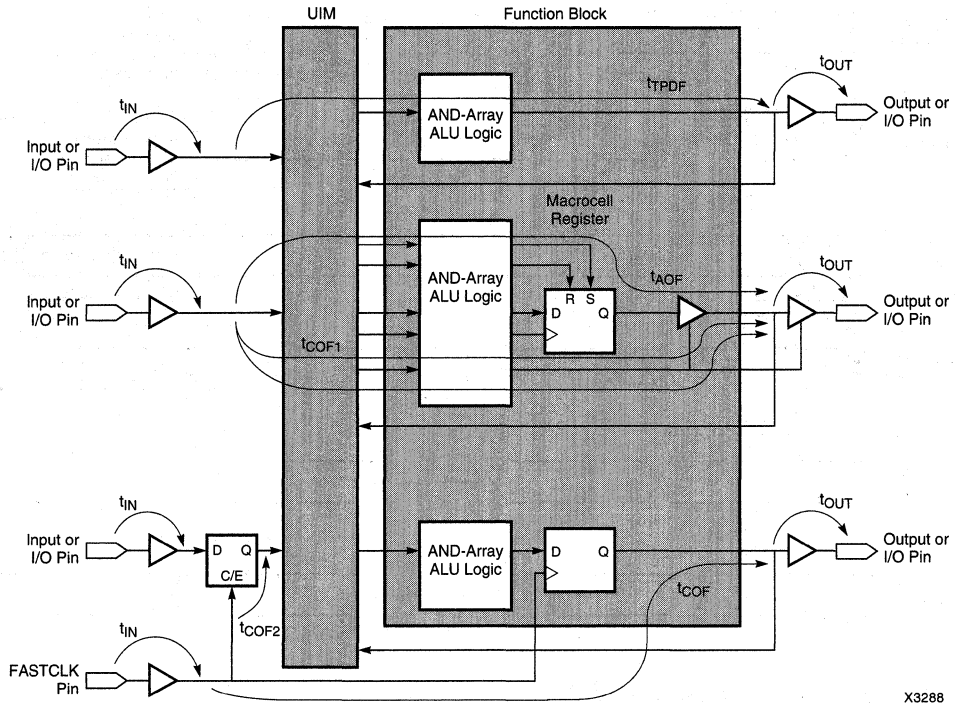 UIM
Function Block
tIN
Input or
I/O Pin
AND-Array
ALU Logic
tTPDF
tOUT
Output or
I/O Pin
Macrocell
Register
tIN
Input or
I/O Pin
tCOF1
AND-Array
ALU Logic
R S
D Q
tAOF
tOUT
Output or
I/O Pin
tIN
Input or
I/O Pin
D Q
C/E
tCOF2
AND-Array
ALU Logic
D Q
tCOF
tOUT
Output or
I/O Pin
tIN
FASTCLK
Pin
X3288